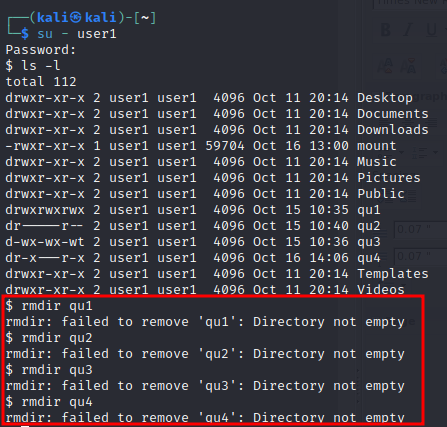 ┌──(kali㉿kali)-[~]
└─$ su - user1
Password:
$ ls -l
total 112
drwxr-xr-x 2 user1 user1  4096 Oct 11 20:14 Desktop
drwxr-xr-x 2 user1 user1  4096 Oct 11 20:14 Documents
drwxr-xr-x 2 user1 user1  4096 Oct 11 20:14 Downloads
-rwxr-xr-x 1 user1 user1 59704 Oct 16 13:00 mount
drwxr-xr-x 2 user1 user1  4096 Oct 11 20:14 Music
drwxr-xr-x 2 user1 user1  4096 Oct 11 20:14 Pictures
drwxr-xr-x 2 user1 user1  4096 Oct 11 20:14 Public
drwxrwxrwx 2 user1 user1  4096 Oct 15 10:35 qu1
dr-----r-- 2 user1 user1  4096 Oct 15 10:40 qu2
d-wx-wx-wt 2 user1 user1  4096 Oct 15 10:36 qu3
dr-x---r-x 2 user1 user1  4096 Oct 16 14:06 qu4
drwxr-xr-x 2 user1 user1  4096 Oct 11 20:14 Templates
drwxr-xr-x 2 user1 user1  4096 Oct 11 20:14 Videos
$ rmdir qu1
rmdir: failed to remove 'qu1': Directory not empty
$ rmdir qu2
rmdir: failed to remove 'qu2': Directory not empty
$ rmdir qu3
rmdir: failed to remove 'qu3': Directory not empty
$ rmdir qu4
rmdir: failed to remove 'qu4': Directory not empty